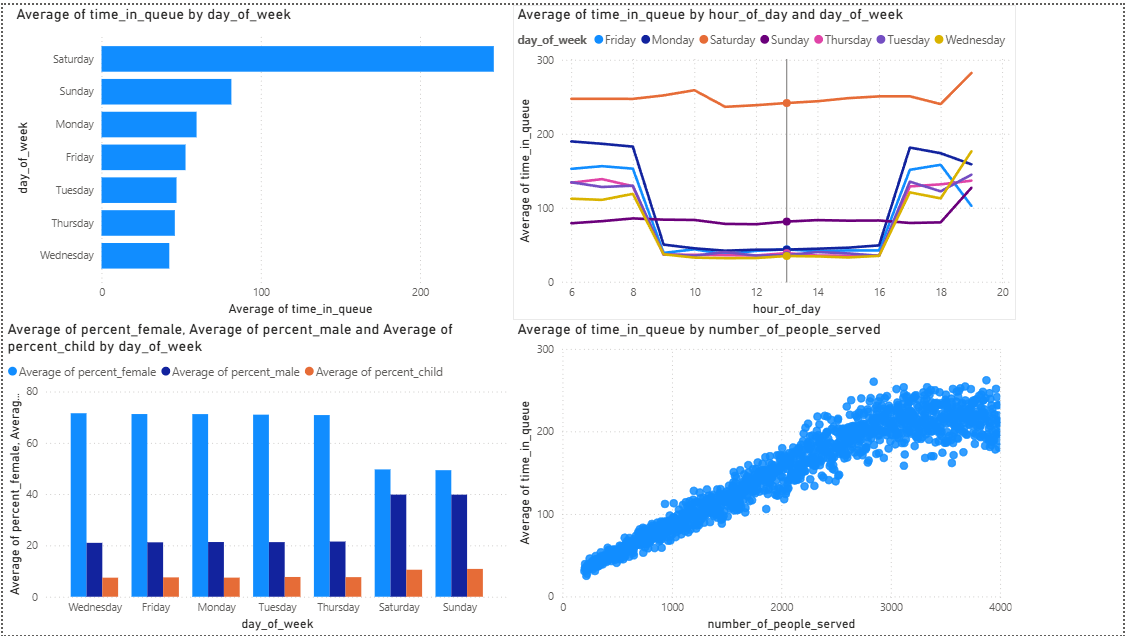 Average of time_in_queue by day_of_week
day_of_week
Saturday
Sunday
Monday
Friday
Tuesday
Thursday
Wednesday
0 100 200
Average of time_in_queue
Average of time_in_queue by hour_of_day and day_of_week
day_of_week Friday Monday Saturday Sunday Thursday Tuesday Wednesday
Average of time_in_queue
300
200
100
0
6 8 10 12 14 16 18 20
hour_of_day
Average of percent_female, Average of percent_male and Average of
percent_child by day_of_week
Average of percent_female Average of percent_male Average of percent_child
Average of percent_female, Averag...
80
60
40
20
0
Wednesday Friday Monday Tuesday Thursday Saturday Sunday
day_of_week
Average of time_in_queue by number_of_people_served
Average of time_in_queue
300
200
100
0
0 1000 2000 3000 4000
number_of_people_served